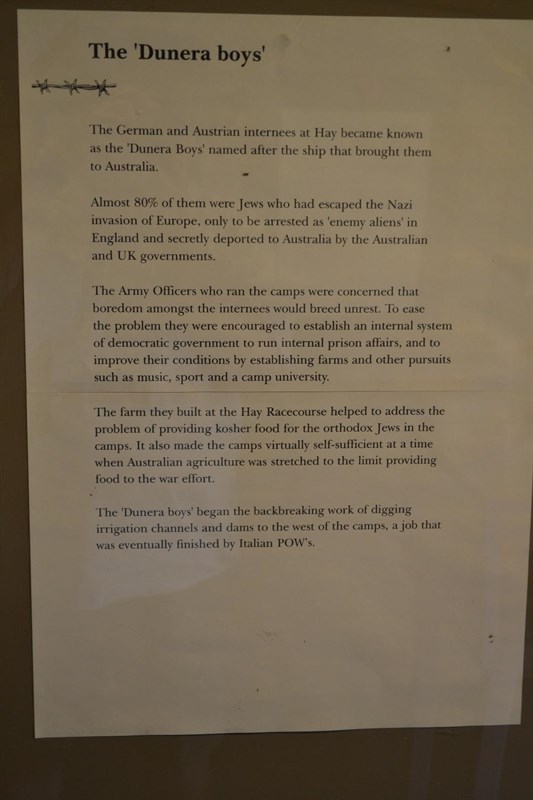 The 'Dunera boys'
The German and Austrian internees at Hay became known
as the 'Dunera Boys' named after the ship that brought them
to Australia.
Almost 80% of them were Jews who had escaped the Nazi
invasion of Europe, only to be arrested as 'enemy aliens' in
England and secretly deported to Australia by the Australian
and UK governments.
The Army Officers who ran the camps were concerned that
boredom amongst the internees would breed unrest. To ease
the problem they were encouraged to establish an internal system
of democratic government to run internal prison affairs, and to
improve their conditions by establishing farms and other pursuits
such as music, sport and a camp university.
The farm they built at the Hay Racecourse helped to address the
problem of providing kosher food for the orthodox Jews in the
camps. It also made the camps virtually self-sufficient at a time
when Australian agriculture was stretched to the limit providing
food to the war effort.
The 'Dunera boys' began the backbreaking work of digging
irrigation channels and dams to the west of the camps, a job that
was eventually finished by Italian POW's.